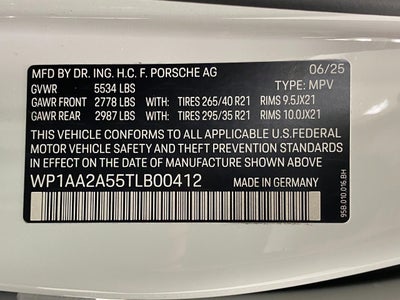 MFD BY DR. ING. H.C. F. PORSCHE AG 06/25
GVWR 5534 LBS TYPE: MPV
GAWR FRONT 2778 LBS WITH: TIRES 265/40 R21 RIMS 9.5JX21
GAWR REAR 2987 LBS WITH: TIRES 295/35 R21 RIMS 10.0JX21
THIS VEHICLE CONFORMS TO ALL APPLICABLE U.S.FEDERAL
MOTOR VEHICLE SAFETY AND THEFT PREVENTION STANDARDS
IN EFFECT ON THE DATE OF MANUFACTURE SHOWN ABOVE.
WP1AA2A55TLB00412 MADE IN GERMANY
95B.010.016.BH